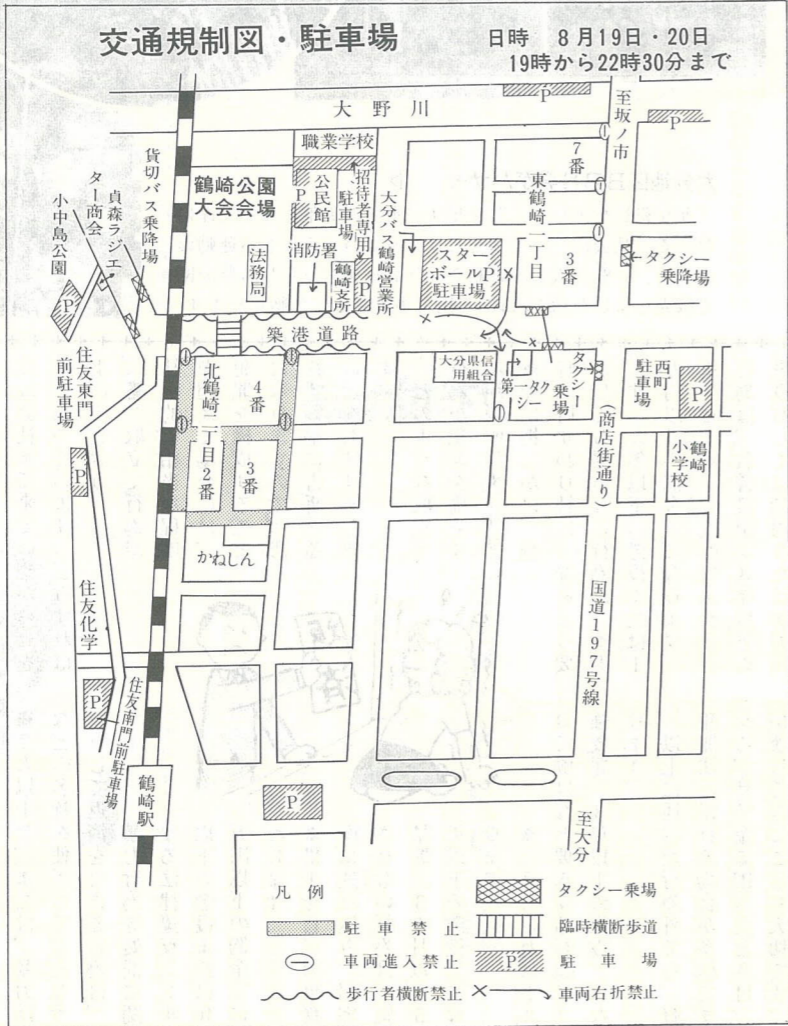 交通規制図・駐車場
日時 8月19日・20日
19時から22時30分まで
大野川
P
P
至坂ノ市
職業学校
7番
貨切バス乗降場
鶴崎公園
大会会場
P
公民館
招待者専用
駐車場
大分バス鶴崎営業所
東鶴崎一丁目
貞森ラジエーター商会
小中島公園
法務局
消防署
鶴崎支所
P
スターボールP
駐車場
3番
タクシー
乗降場
P
築港道路
住友東門
前駐車場
北鶴崎二丁目
4番
大分県信
用組合
第一タク
シー
タクシー
乗場
西町
駐車場
P
P
2番
3番
(商店街通り)
鶴崎
小学校
かねしん
住友化学
国道197号線
P
住友南門前駐車場
鶴崎駅
P
至大分
凡例
タクシー乗場
駐車禁止
臨時横断歩道
車両進入禁止
P
駐車場
歩行者横断禁止
車両右折禁止